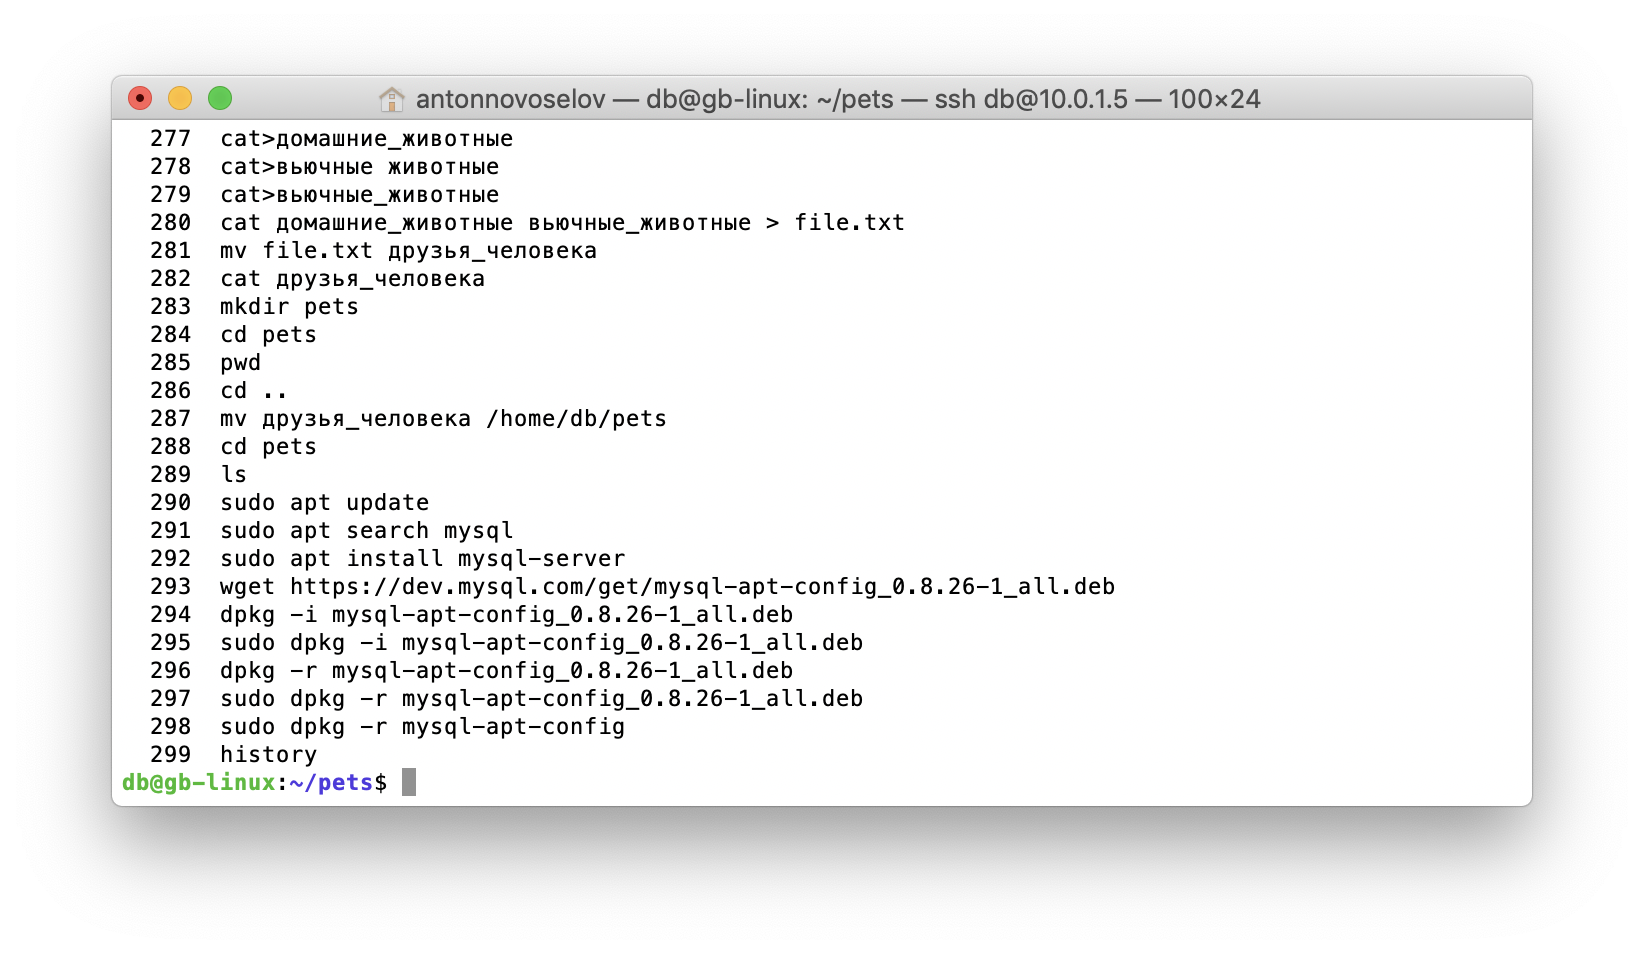 antonnovoselov — db@gb-linux: ~/pets — ssh db@10.0.1.5 — 100×24
277 cat>домашние_животные
278 cat>вьючные животные
279 cat>вьючные_животные
280 cat домашние_животные вьючные_животные > file.txt
281 mv file.txt друзья_человека
282 cat друзья_человека
283 mkdir pets
284 cd pets
285 pwd
286 cd ..
287 mv друзья_человека /home/db/pets
288 cd pets
289 ls
290 sudo apt update
291 sudo apt search mysql
292 sudo apt install mysql-server
293 wget https://dev.mysql.com/get/mysql-apt-config_0.8.26-1_all.deb
294 dpkg -i mysql-apt-config_0.8.26-1_all.deb
295 sudo dpkg -i mysql-apt-config_0.8.26-1_all.deb
296 dpkg -r mysql-apt-config_0.8.26-1_all.deb
297 sudo dpkg -r mysql-apt-config_0.8.26-1_all.deb
298 sudo dpkg -r mysql-apt-config
299 history
db@gb-linux:~/pets$